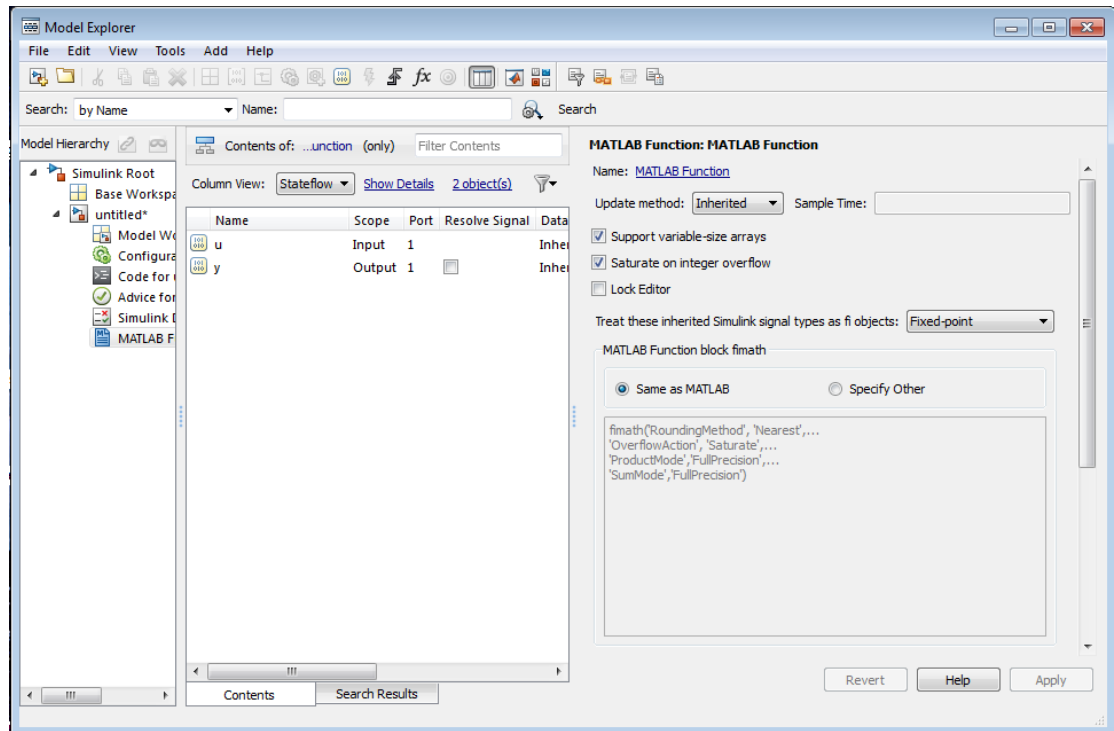 Model Explorer
File Edit View Tools Add Help
fx
Search: by Name Name: Search
Model Hierarchy
Simulink Root
Base Workspa
untitled*
Model Wo
Configura
Code for
Advice for
Simulink
MATLAB F
Contents of: ...unction (only) Filter Contents
Column View: Stateflow Show Details 2 object(s)
Name Scope Port Resolve Signal Data
u Input 1 Inher
y Output 1 Inher
Contents Search Results
MATLAB Function: MATLAB Function
Name: MATLAB Function
Update method: Inherited Sample Time:
Support variable-size arrays
Saturate on integer overflow
Lock Editor
Treat these inherited Simulink signal types as fi objects: Fixed-point
MATLAB Function block fimath
Same as MATLAB Specify Other
fimath('RoundingMethod', 'Nearest',...
'OverflowAction', 'Saturate',...
'ProductMode','FullPrecision',...
'SumMode','FullPrecision')
Revert Help Apply